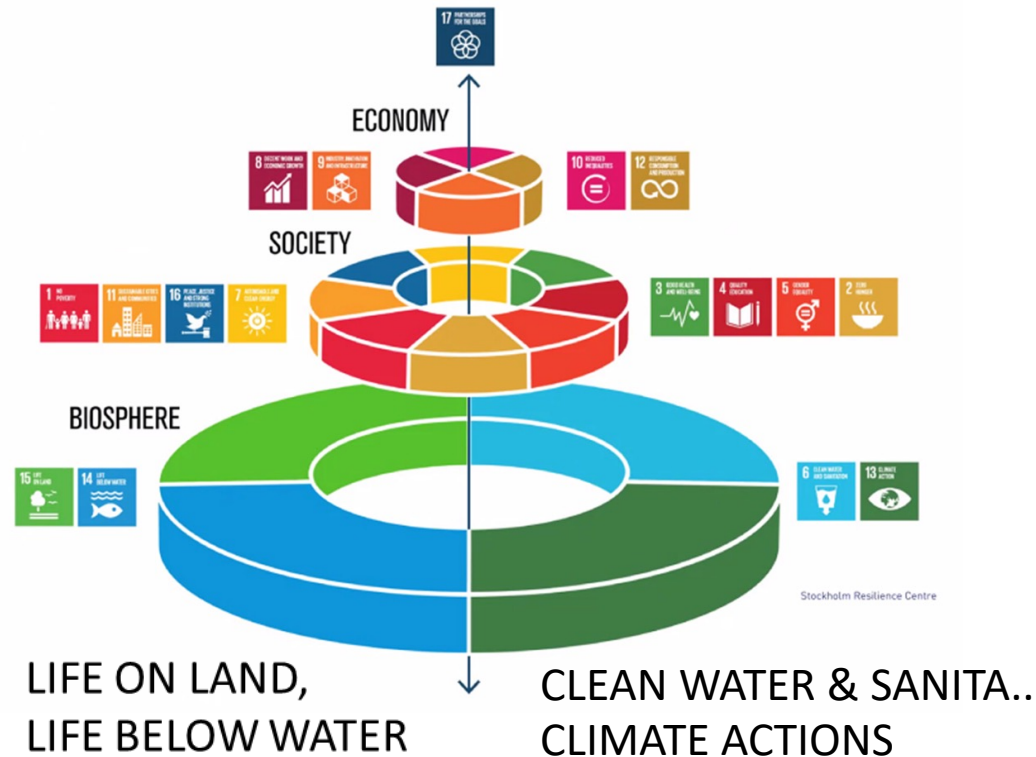 17 PARTNERSHIPS
FOR THE GOALS
ECONOMY
8 DECENT WORK AND
ECONOMIC GROWTH
9 INDUSTRY, INNOVATION
AND INFRASTRUCTURE
10 REDUCED
INEQUALITIES
12 RESPONSIBLE
CONSUMPTION
AND PRODUCTION
SOCIETY
1 NO
POVERTY
11 SUSTAINABLE CITIES
AND COMMUNITIES
16 PEACE, JUSTICE
AND STRONG
INSTITUTIONS
7 AFFORDABLE AND
CLEAN ENERGY
3 GOOD HEALTH
AND WELL-BEING
4 QUALITY
EDUCATION
5 GENDER
EQUALITY
2 ZERO
HUNGER
BIOSPHERE
15 LIFE
ON LAND
14 LIFE
BELOW WATER
6 CLEAN WATER
AND SANITATION
13 CLIMATE
ACTION
Stockholm Resilience Centre
LIFE ON LAND,
LIFE BELOW WATER
CLEAN WATER & SANITA..
CLIMATE ACTIONS